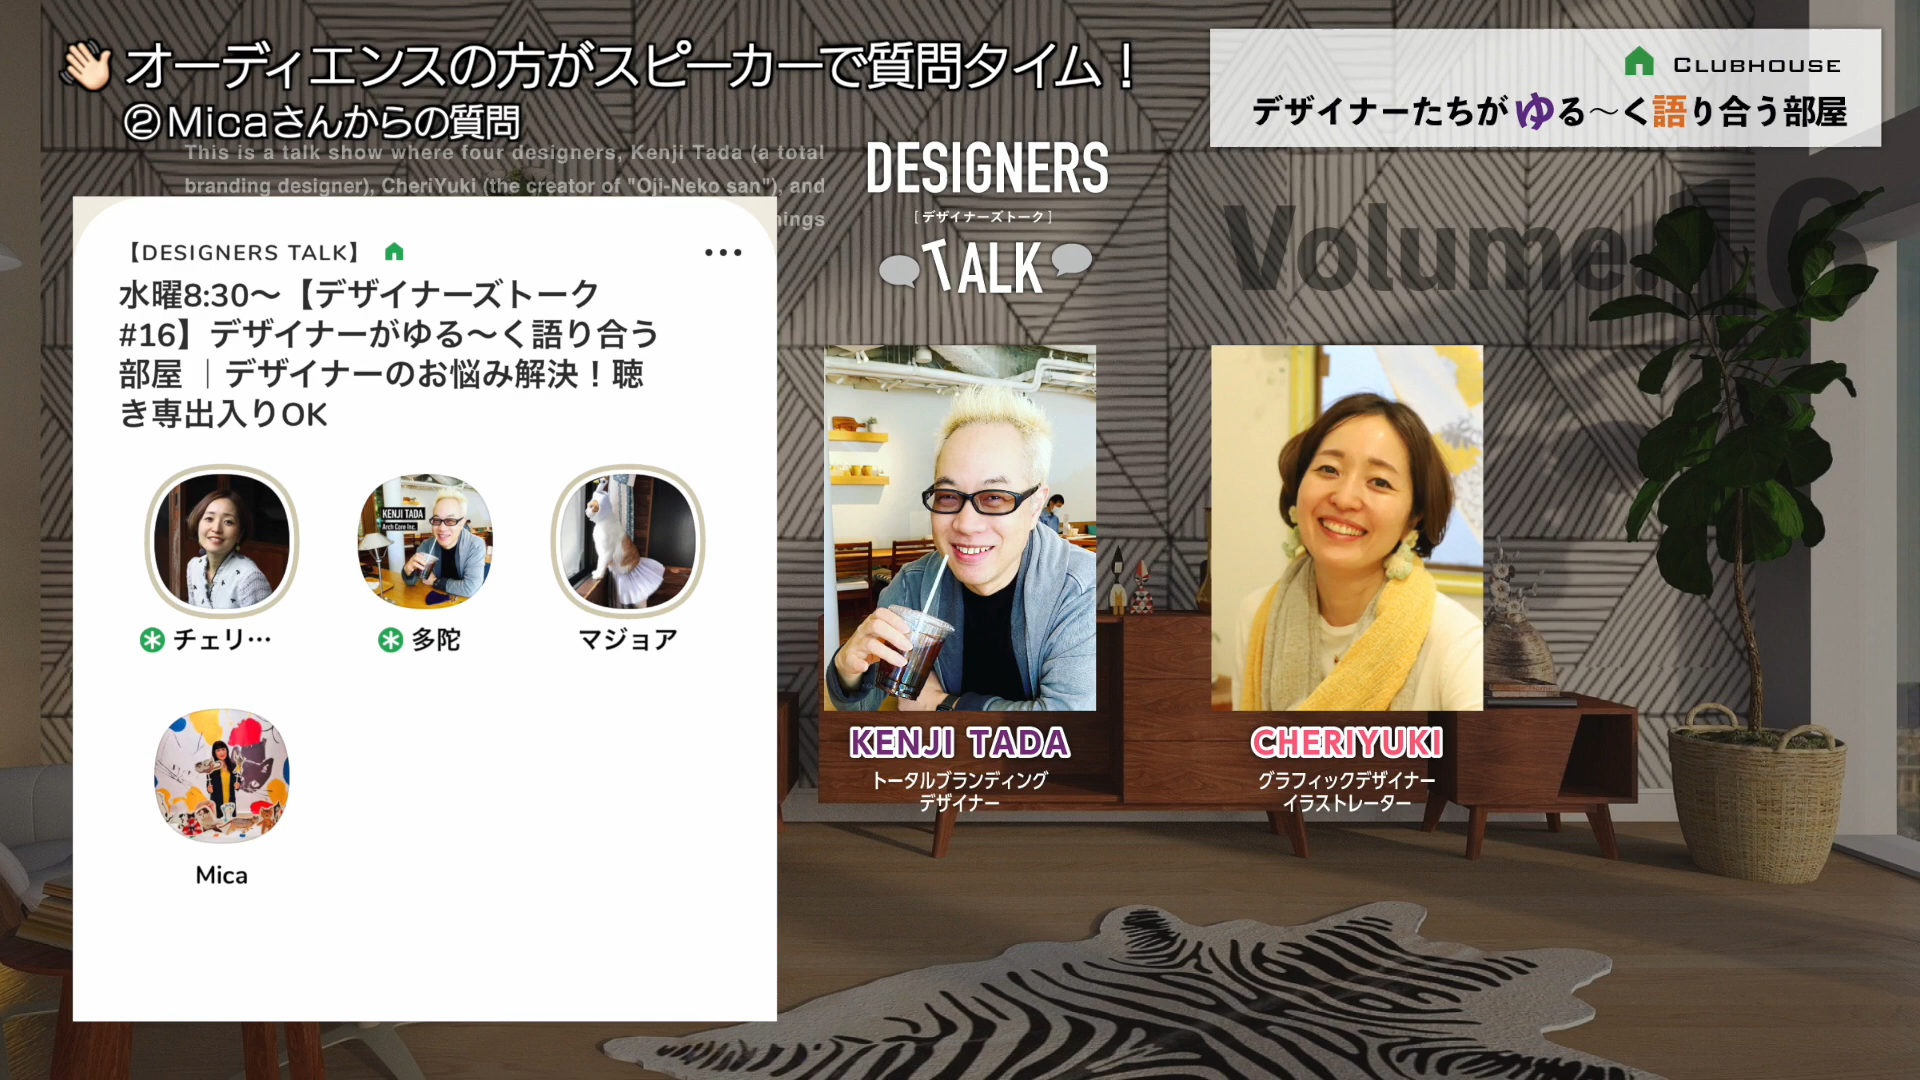 👋🏻オーディエンスの方がスピーカーで質問タイム！
②Micaさんからの質問
This is a talk show where four designers, Kenji Tada (a total
branding designer), CheriYuki (the creator of "Oji-Neko san"), and
CLUBHOUSE
デザイナーたちがゆる〜く語り合う部屋
DESIGNERS
[デザイナーズトーク]
TALK
Volume.16
【DESIGNERS TALK】
水曜8:30〜【デザイナーズトーク
#16】デザイナーがゆる〜く語り合う
部屋｜デザイナーのお悩み解決！聴
き専出入りOK
KENJI TADA
Arch Core Inc.
チェリ…
多陀
マジョア
Mica
KENJI TADA
トータルブランディング
デザイナー
CHERIYUKI
グラフィックデザイナー
イラストレーター